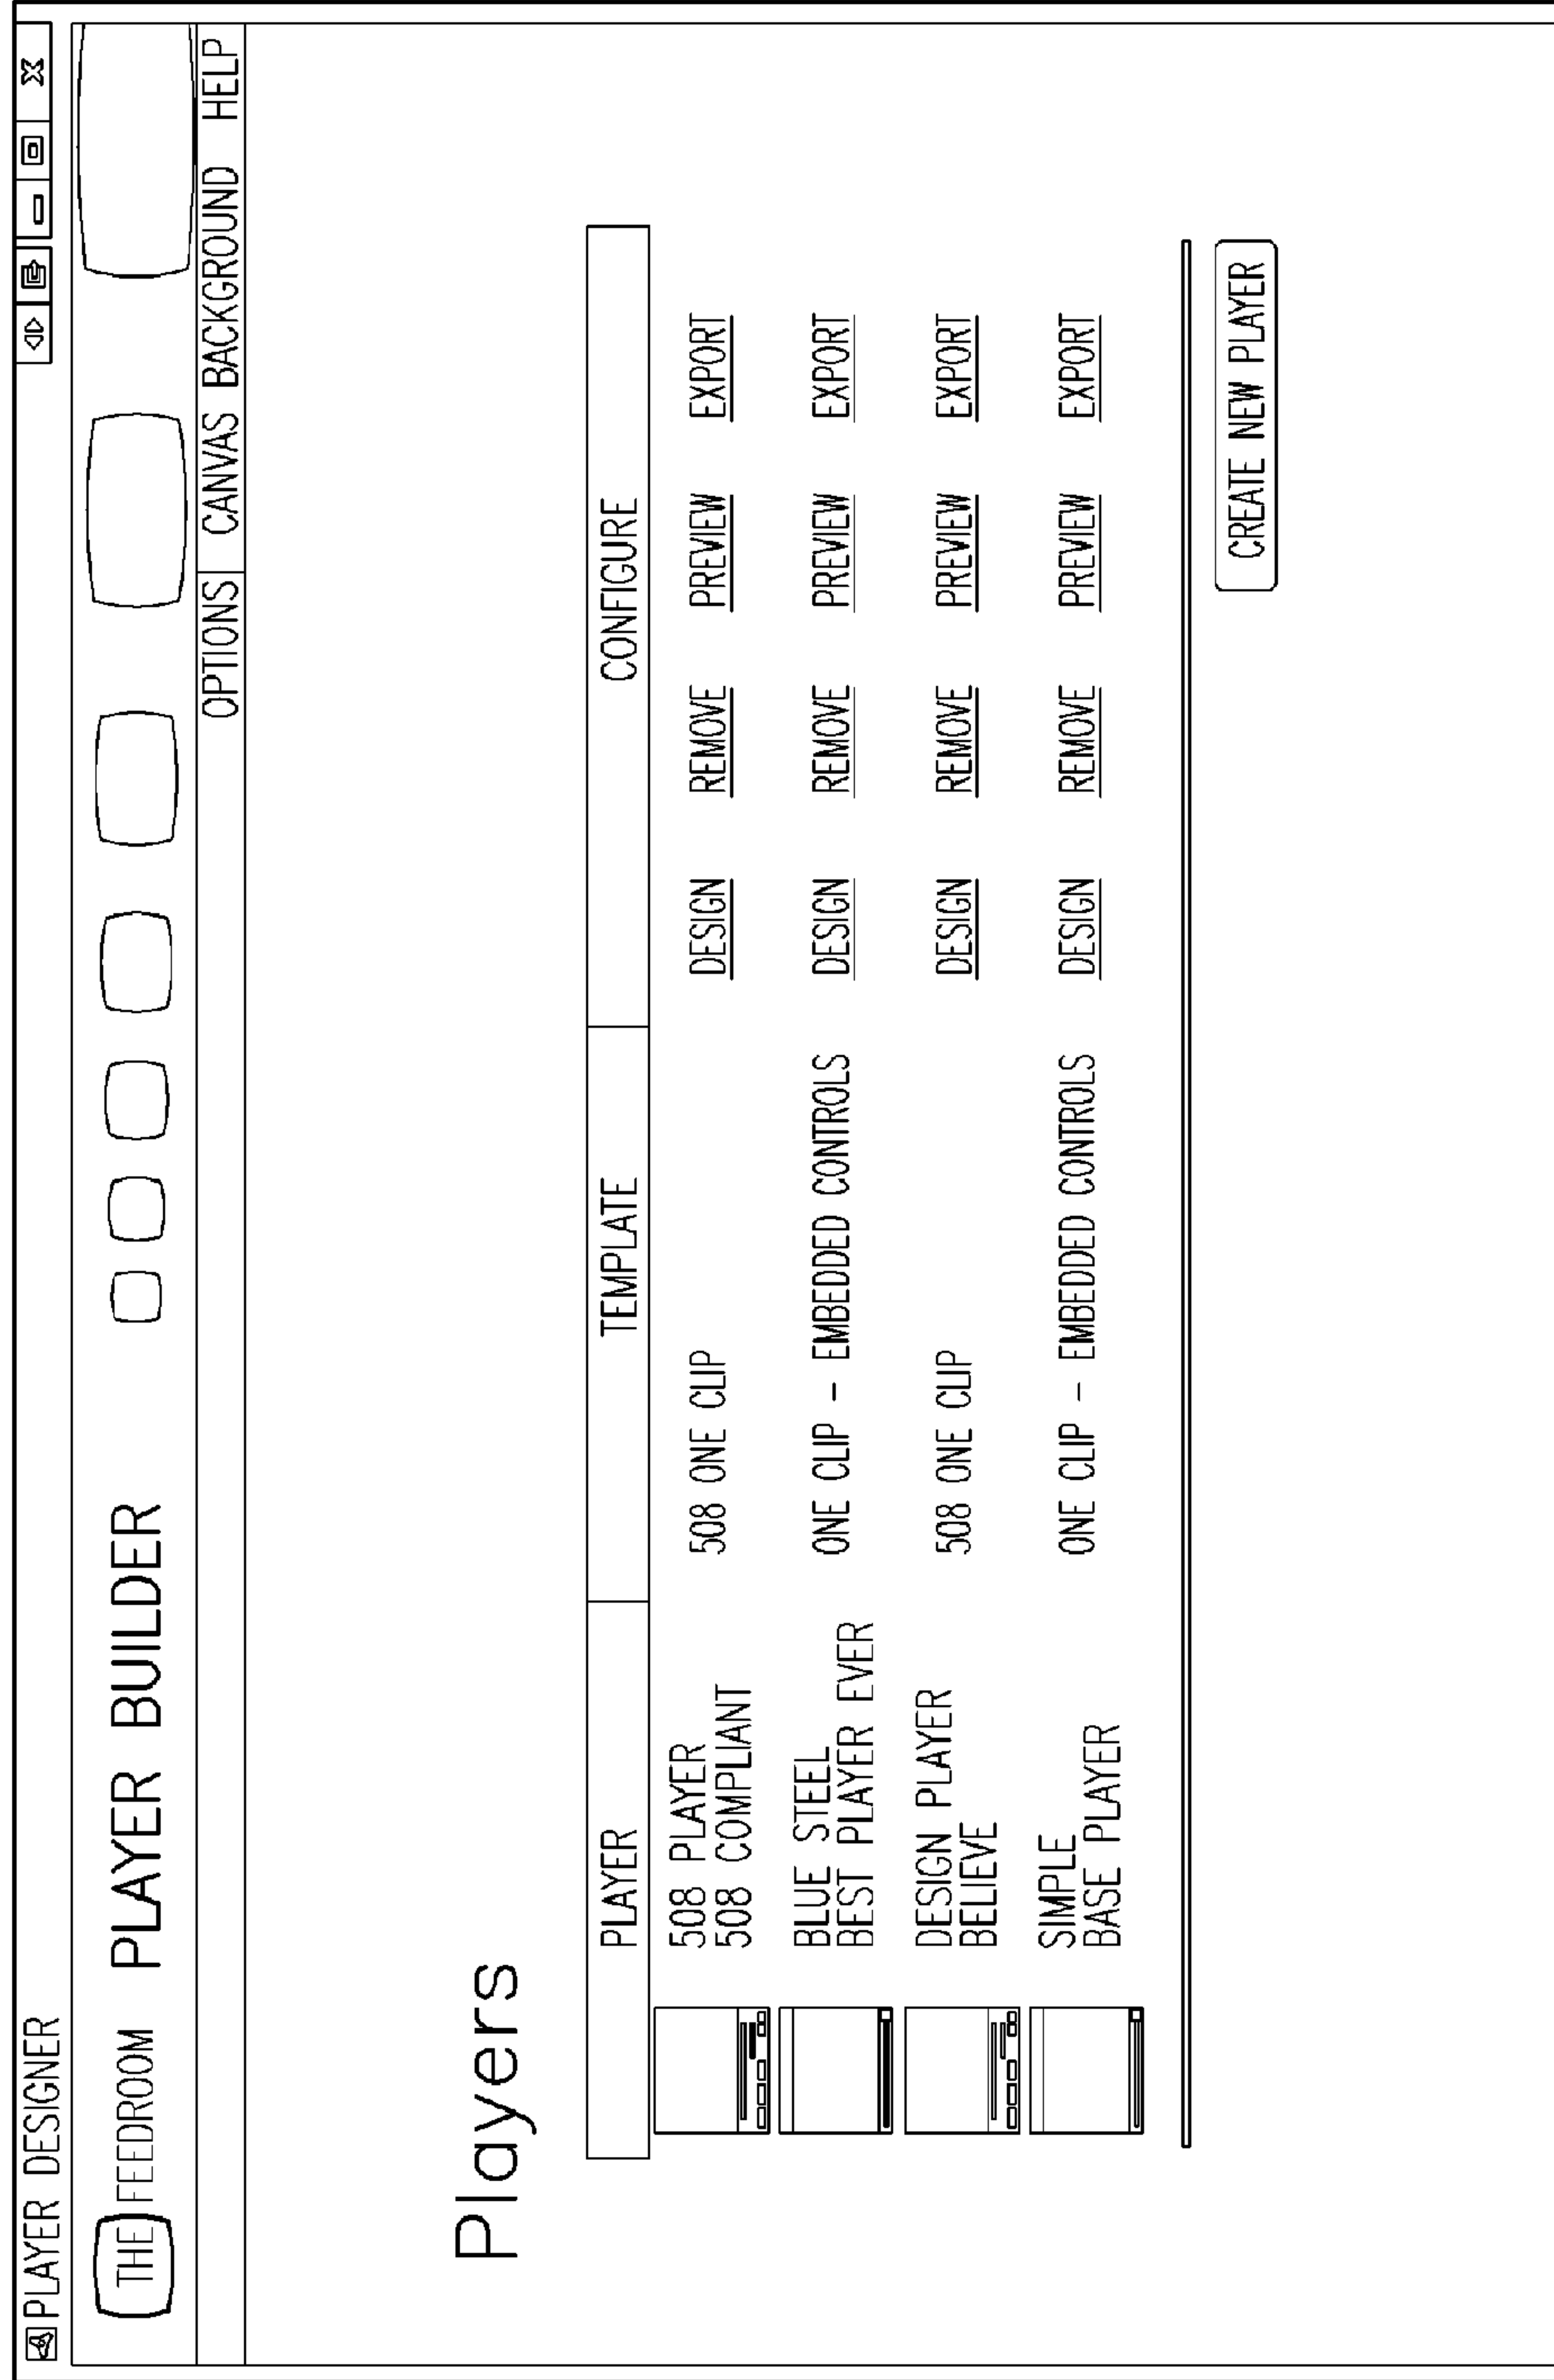 PLAYER DESIGNER
THE FEEDROOM PLAYER BUILDER
OPTIONS CANVAS BACKGROUND HELP
Players
PLAYER TEMPLATE CONFIGURE
508 PLAYER
508 COMPLIANT
508 ONE CLIP DESIGN REMOVE PREVIEW EXPORT
BLUE STEEL
BEST PLAYER EVER
ONE CLIP - EMBEDDED CONTROLS DESIGN REMOVE PREVIEW EXPORT
DESIGN PLAYER
BELIEVE
508 ONE CLIP DESIGN REMOVE PREVIEW EXPORT
SIMPLE
BASE PLAYER
ONE CLIP - EMBEDDED CONTROLS DESIGN REMOVE PREVIEW EXPORT
CREATE NEW PLAYER